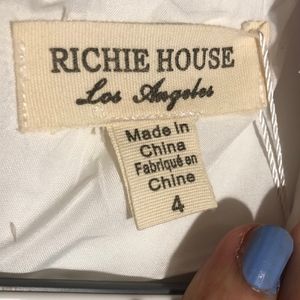 RICHIE HOUSE
Los Angeles
Made in
China
Fabriqué en
Chine
4